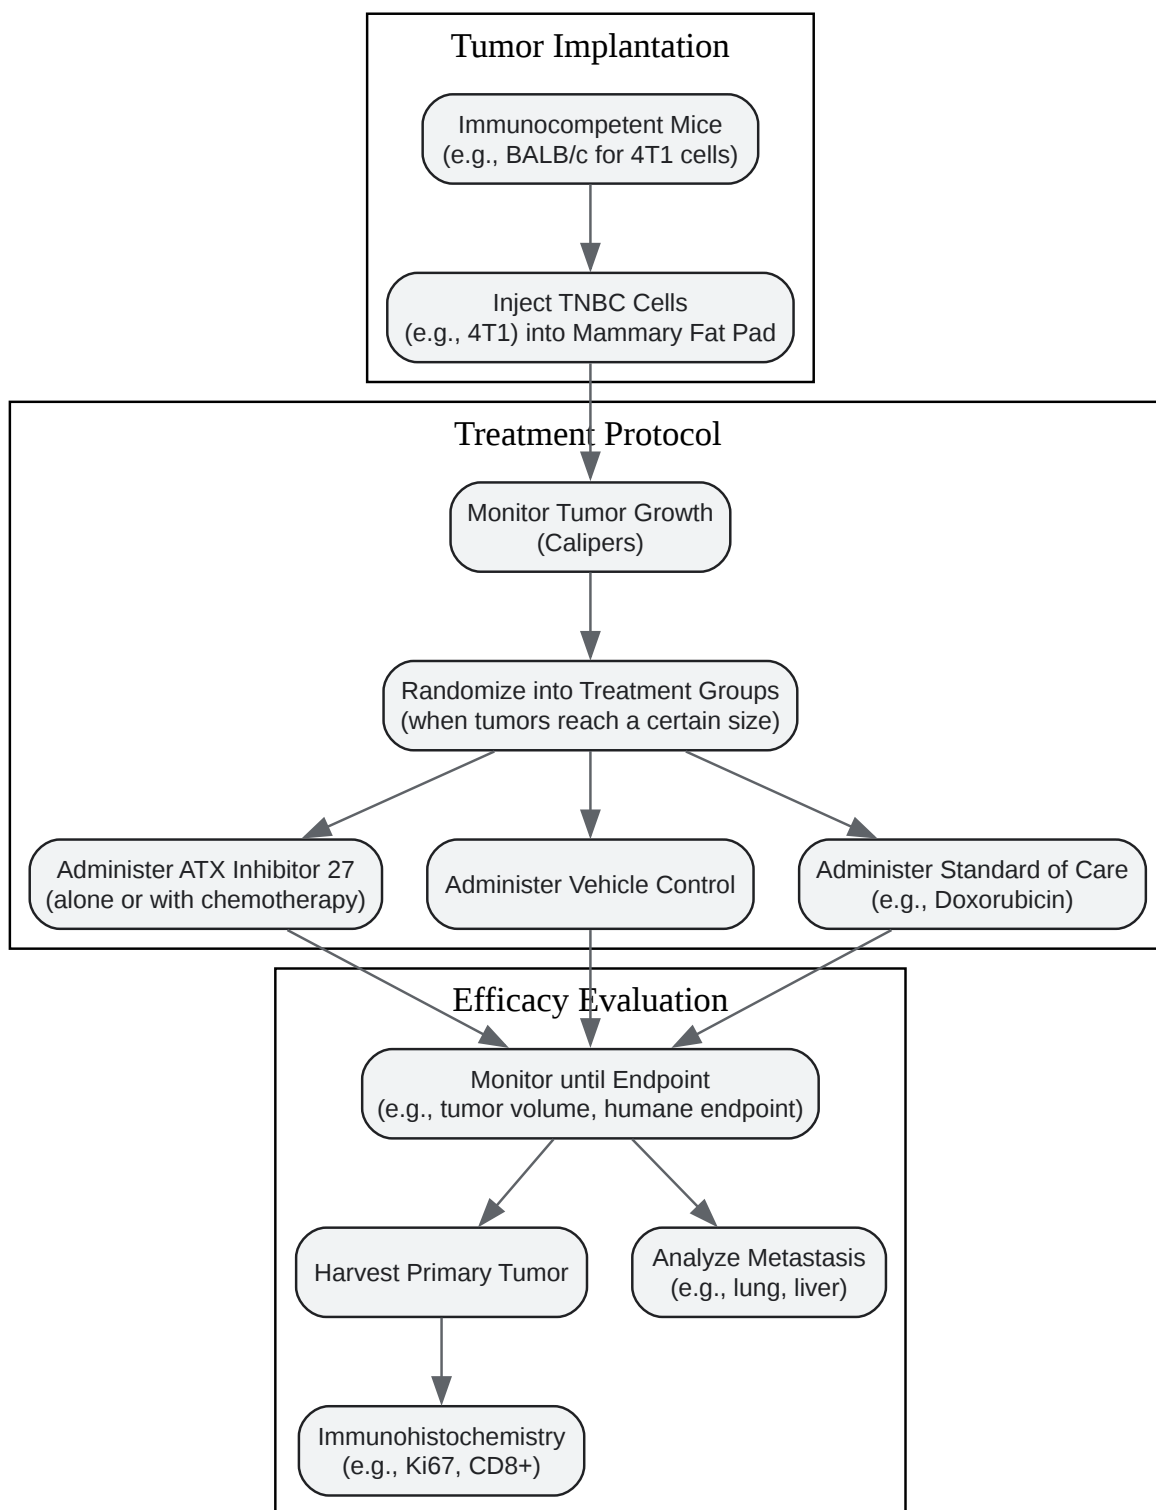 Tumor Implantation
Immunocompetent Mice
(e.g., BALB/c for 4T1 cells)
Inject TNBC Cells
(e.g., 4T1) into Mammary Fat Pad
Treatment Protocol
Monitor Tumor Growth
(Calipers)
Randomize into Treatment Groups
(when tumors reach a certain size)
Administer ATX Inhibitor 27
(alone or with chemotherapy)
Administer Vehicle Control
Administer Standard of Care
(e.g., Doxorubicin)
Efficacy Evaluation
Monitor until Endpoint
(e.g., tumor volume, humane endpoint)
Harvest Primary Tumor
Analyze Metastasis
(e.g., lung, liver)
Immunohistochemistry
(e.g., Ki67, CD8+)